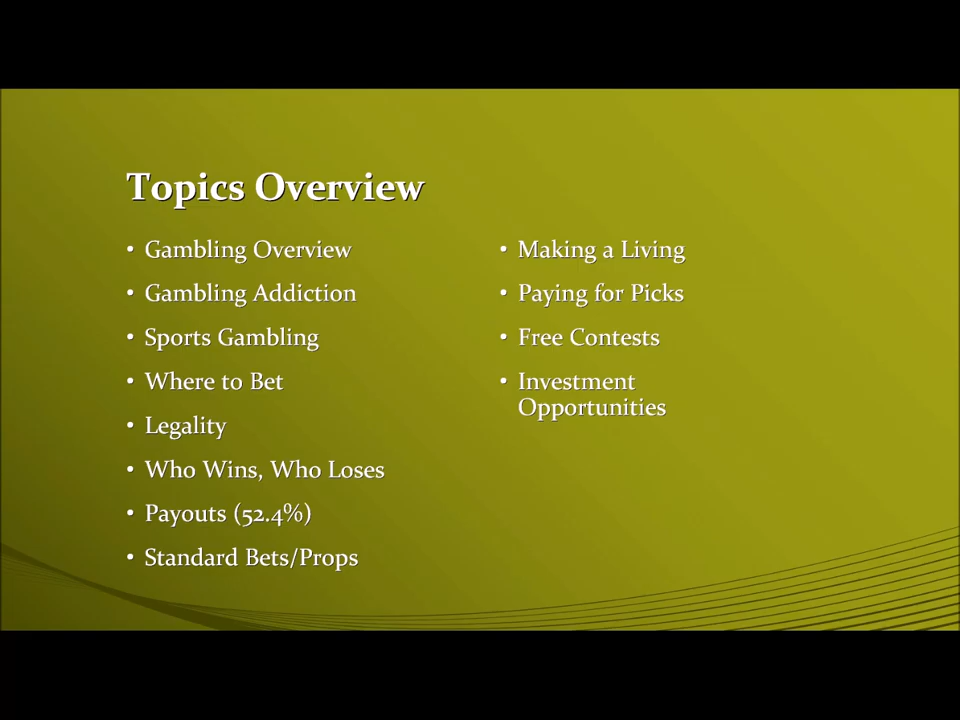 Topics Overview
• Gambling Overview
• Gambling Addiction
• Sports Gambling
• Where to Bet
• Legality
• Who Wins, Who Loses
• Payouts (52.4%)
• Standard Bets/Props
• Making a Living
• Paying for Picks
• Free Contests
• Investment
Opportunities